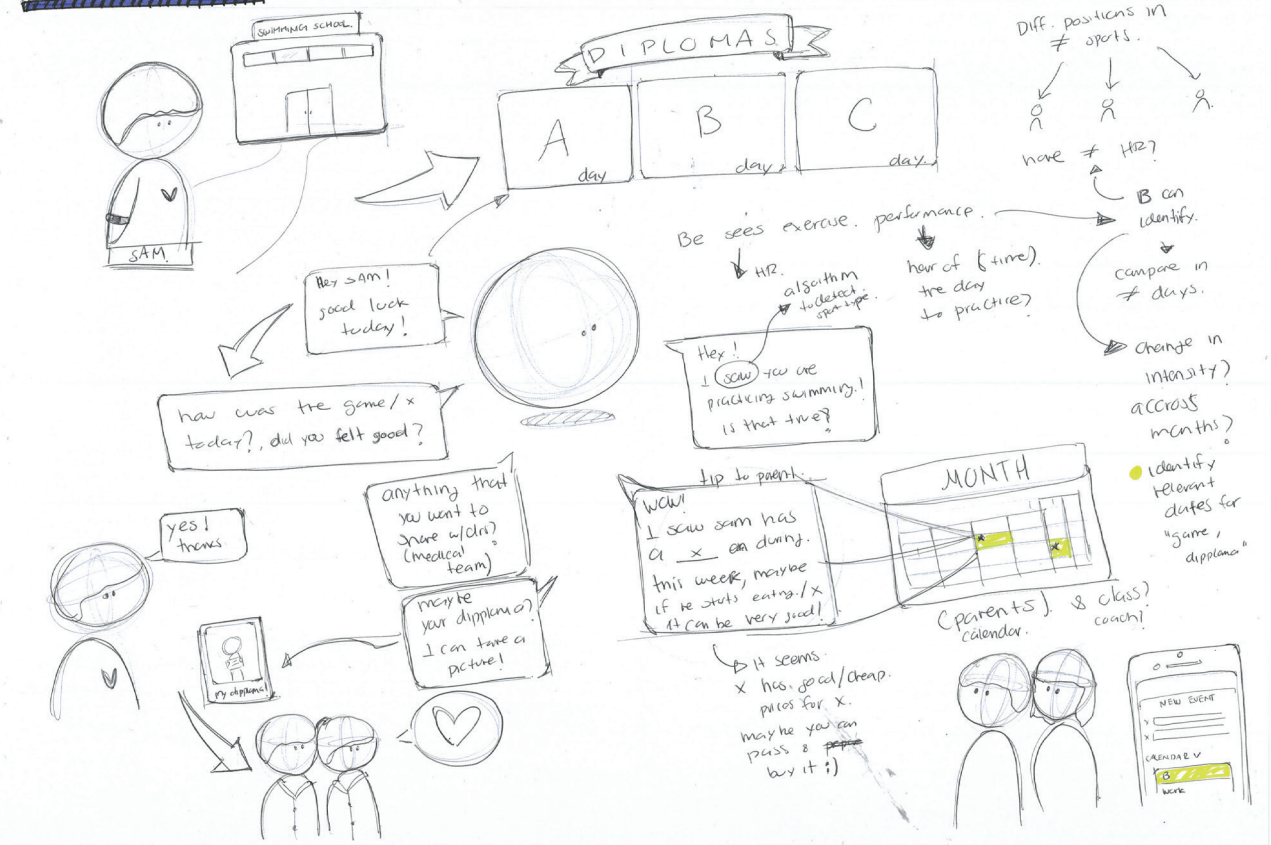 SWIMMING SCHOOL.
SAM.
DIPLOMAS
A
day
B
day.
C
day.
Diff. positions in
≠ spots.
have ≠ HR?
B can
identify.
compare in
≠ days.
Change in
intensity?
accross
months?
identify
relevant
dates for
"game,
dipploma"
Be sees exercise. performance.
HR.
algorithm
to detect
sport type.
hour of (time).
the day
to practice?
Hey SAM!
good luck
today!
how was the game/x
today?, did you felt good?
Hey!
I saw you are
practicing swimming!
is that true?
anything that
you want to
share w/drs?
(medical
team)
yes!
thanks
maybe
your dipploma?
I can take a
picture!
my dipploma!
tip to parent.
WOW!
I saw sam has
a x on during.
this week, maybe
if he starts eating/x
it can be very good!
It seems.
x has good/cheap.
prices for x.
maybe you can
pass &
buy it :)
MONTH
x
x
(parents).
calendar.
& class?
coach?
NEW EVENT
x
x
CALENDAR V
B
work